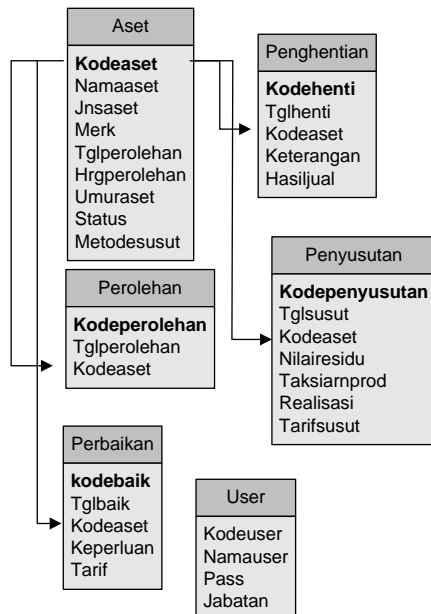 Aset
Kodeaset
Namaaset
Jnsaset
Merk
Tglperolehan
Hrgperolehan
Umuraset
Status
Metodesusut
Penghentian
Kodehenti
Tglhenti
Kodeaset
Keterangan
Hasiljual
Perolehan
Kodeperolehan
Tglperolehan
Kodeaset
Penyusutan
Kodepenyusutan
Tglsusut
Kodeaset
Nilairesidu
Taksiarnprod
Realisasi
Tarifsusut
Perbaikan
kodebaik
Tglbaik
Kodeaset
Keperluan
Tarif
User
Kodeuser
Namauser
Pass
Jabatan